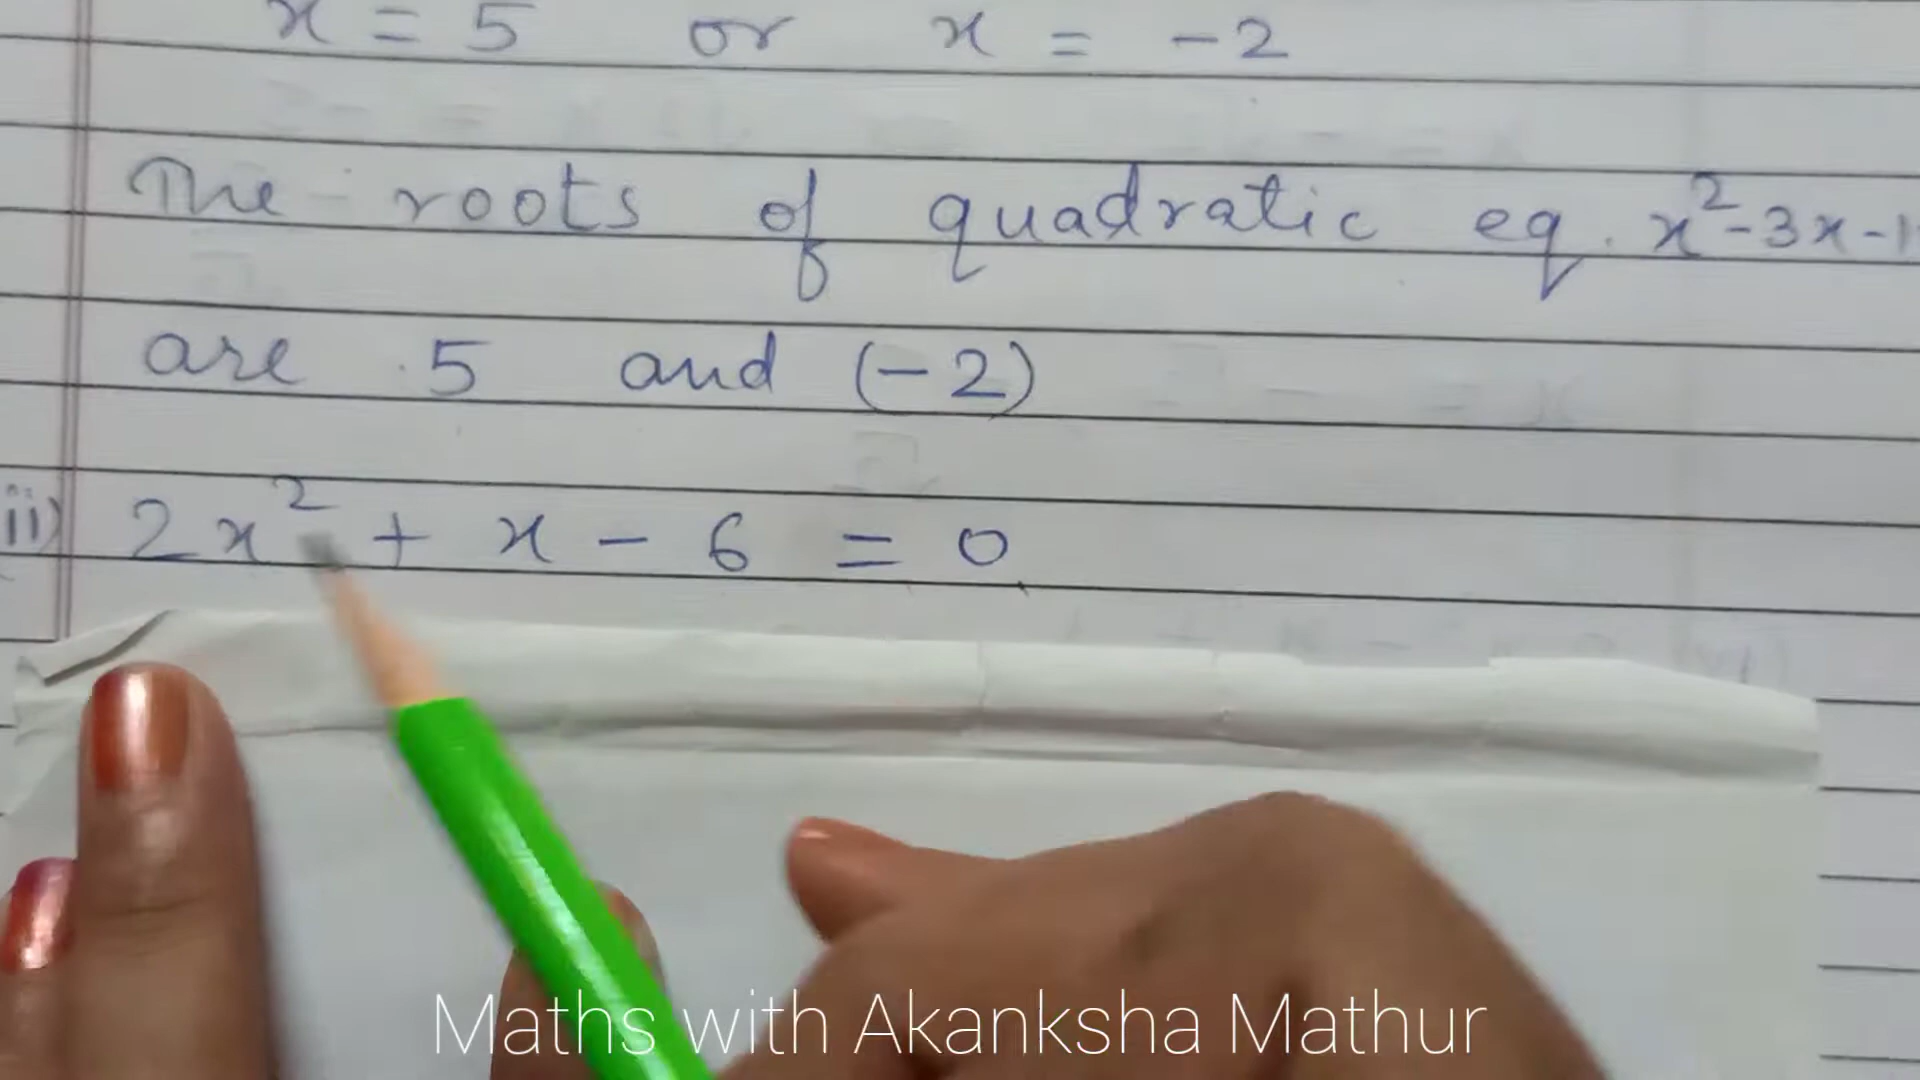 x = 5 or x = -2
The roots of quadratic eq. x²-3x-1
are 5 and (-2)
ii) 2x² + x - 6 = 0
Maths with Akanksha Mathur